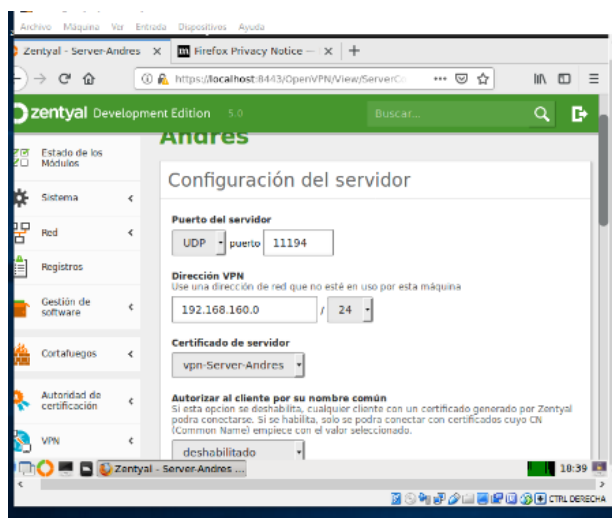 Archivo Máquina Ver Entrada Dispositivos Ayuda
Zentyal - Server-Andres × m Firefox Privacy Notice — × +
https://localhost:8443/OpenVPN/View/ServerCo
zentyal Development Edition 5.0 Buscar...
Andres
Estado de los
Módulos
Sistema
Red
Registros
Gestión de
software
Cortafuegos
Autoridad de
certificación
VPN
Configuración del servidor
Puerto del servidor
UDP puerto 11194
Dirección VPN
Use una dirección de red que no esté en uso por esta máquina
192.168.160.0 / 24
Certificado de servidor
vpn-Server-Andres
Autorizar al cliente por su nombre común
Si esta opcion se deshabilita, cualquier cliente con un certificado generado por Zentyal
podra conectarse. Si se habilita, solo se podra conectar con certificados cuyo CN
(Common Name) empiece con el valor seleccionado.
deshabilitado
Zentyal - Server-Andres ... 18:39
CTRL DERECHA